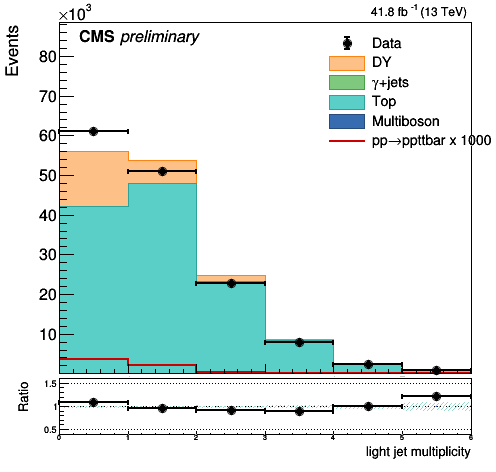 ×10³
41.8 fb⁻¹ (13 TeV)
CMS preliminary
Events
80
70
60
50
40
30
20
10
Data
DY
γ+jets
Top
Multiboson
pp→ppttbar x 1000
Ratio
1.5
1
0.5
0 1 2 3 4 5 6
light jet multiplicity